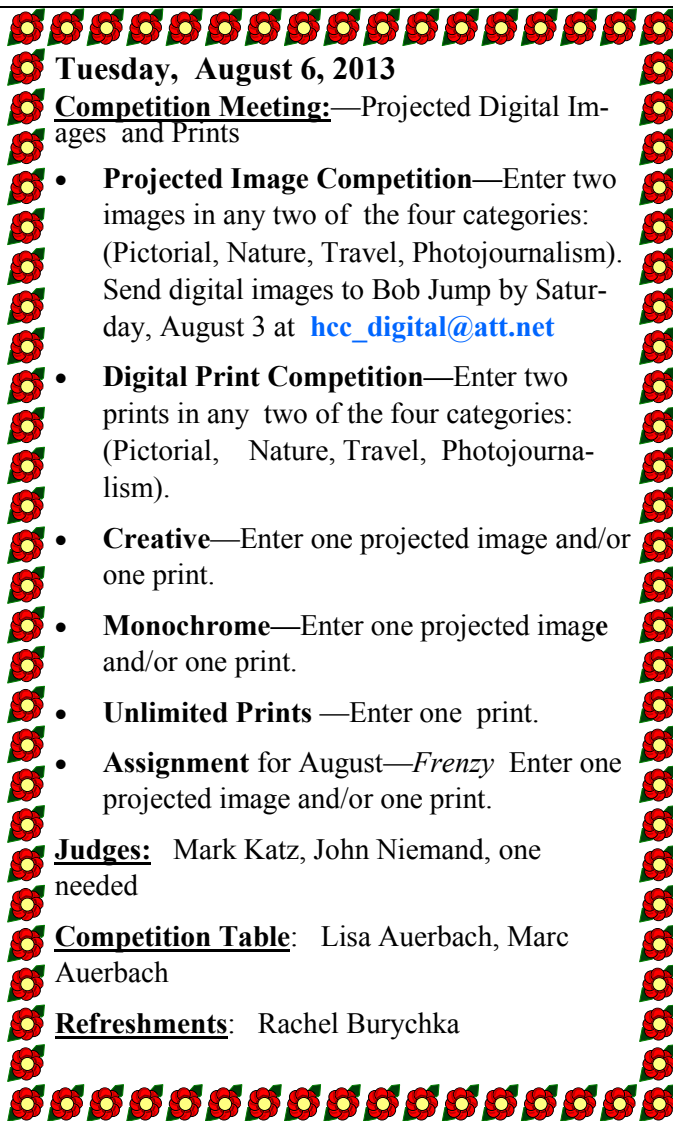 Tuesday, August 6, 2013
Competition Meeting:—Projected Digital Im-
ages and Prints
• Projected Image Competition—Enter two
images in any two of the four categories:
(Pictorial, Nature, Travel, Photojournalism).
Send digital images to Bob Jump by Satur-
day, August 3 at hcc_digital@att.net
• Digital Print Competition—Enter two
prints in any two of the four categories:
(Pictorial, Nature, Travel, Photojourna-
lism).
• Creative—Enter one projected image and/or
one print.
• Monochrome—Enter one projected image
and/or one print.
• Unlimited Prints —Enter one print.
• Assignment for August—Frenzy Enter one
projected image and/or one print.
Judges: Mark Katz, John Niemand, one
needed
Competition Table: Lisa Auerbach, Marc
Auerbach
Refreshments: Rachel Burychka